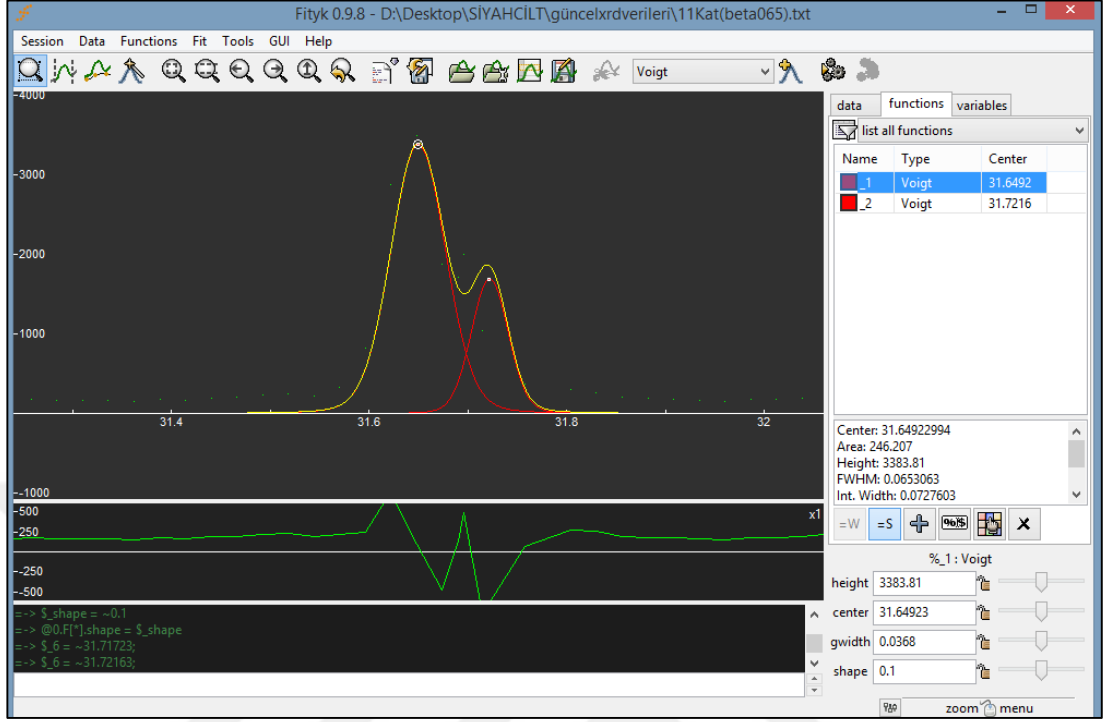 Fityk 0.9.8 - D:\Desktop\SİYAHCİLT\güncelxrdverileri\11Kat(beta065).txt
Session Data Functions Fit Tools GUI Help
Voigt
data functions variables
list all functions
Name Type Center
_1 Voigt 31.6492
_2 Voigt 31.7216
-4000
-3000
-2000
-1000
31.4 31.6 31.8 32
-1000
-500 x1
-250
-250
-500
Center: 31.64922994
Area: 246.207
Height: 3383.81
FWHM: 0.0653063
Int. Width: 0.0727603
=W =S
%_1 : Voigt
height 3383.81
center 31.64923
gwidth 0.0368
shape 0.1
=-> $_shape = ~0.1
=-> @0.F[*].shape = $_shape
=-> $_6 = ~31.71723;
=-> $_6 = ~31.72163;
zoom menu